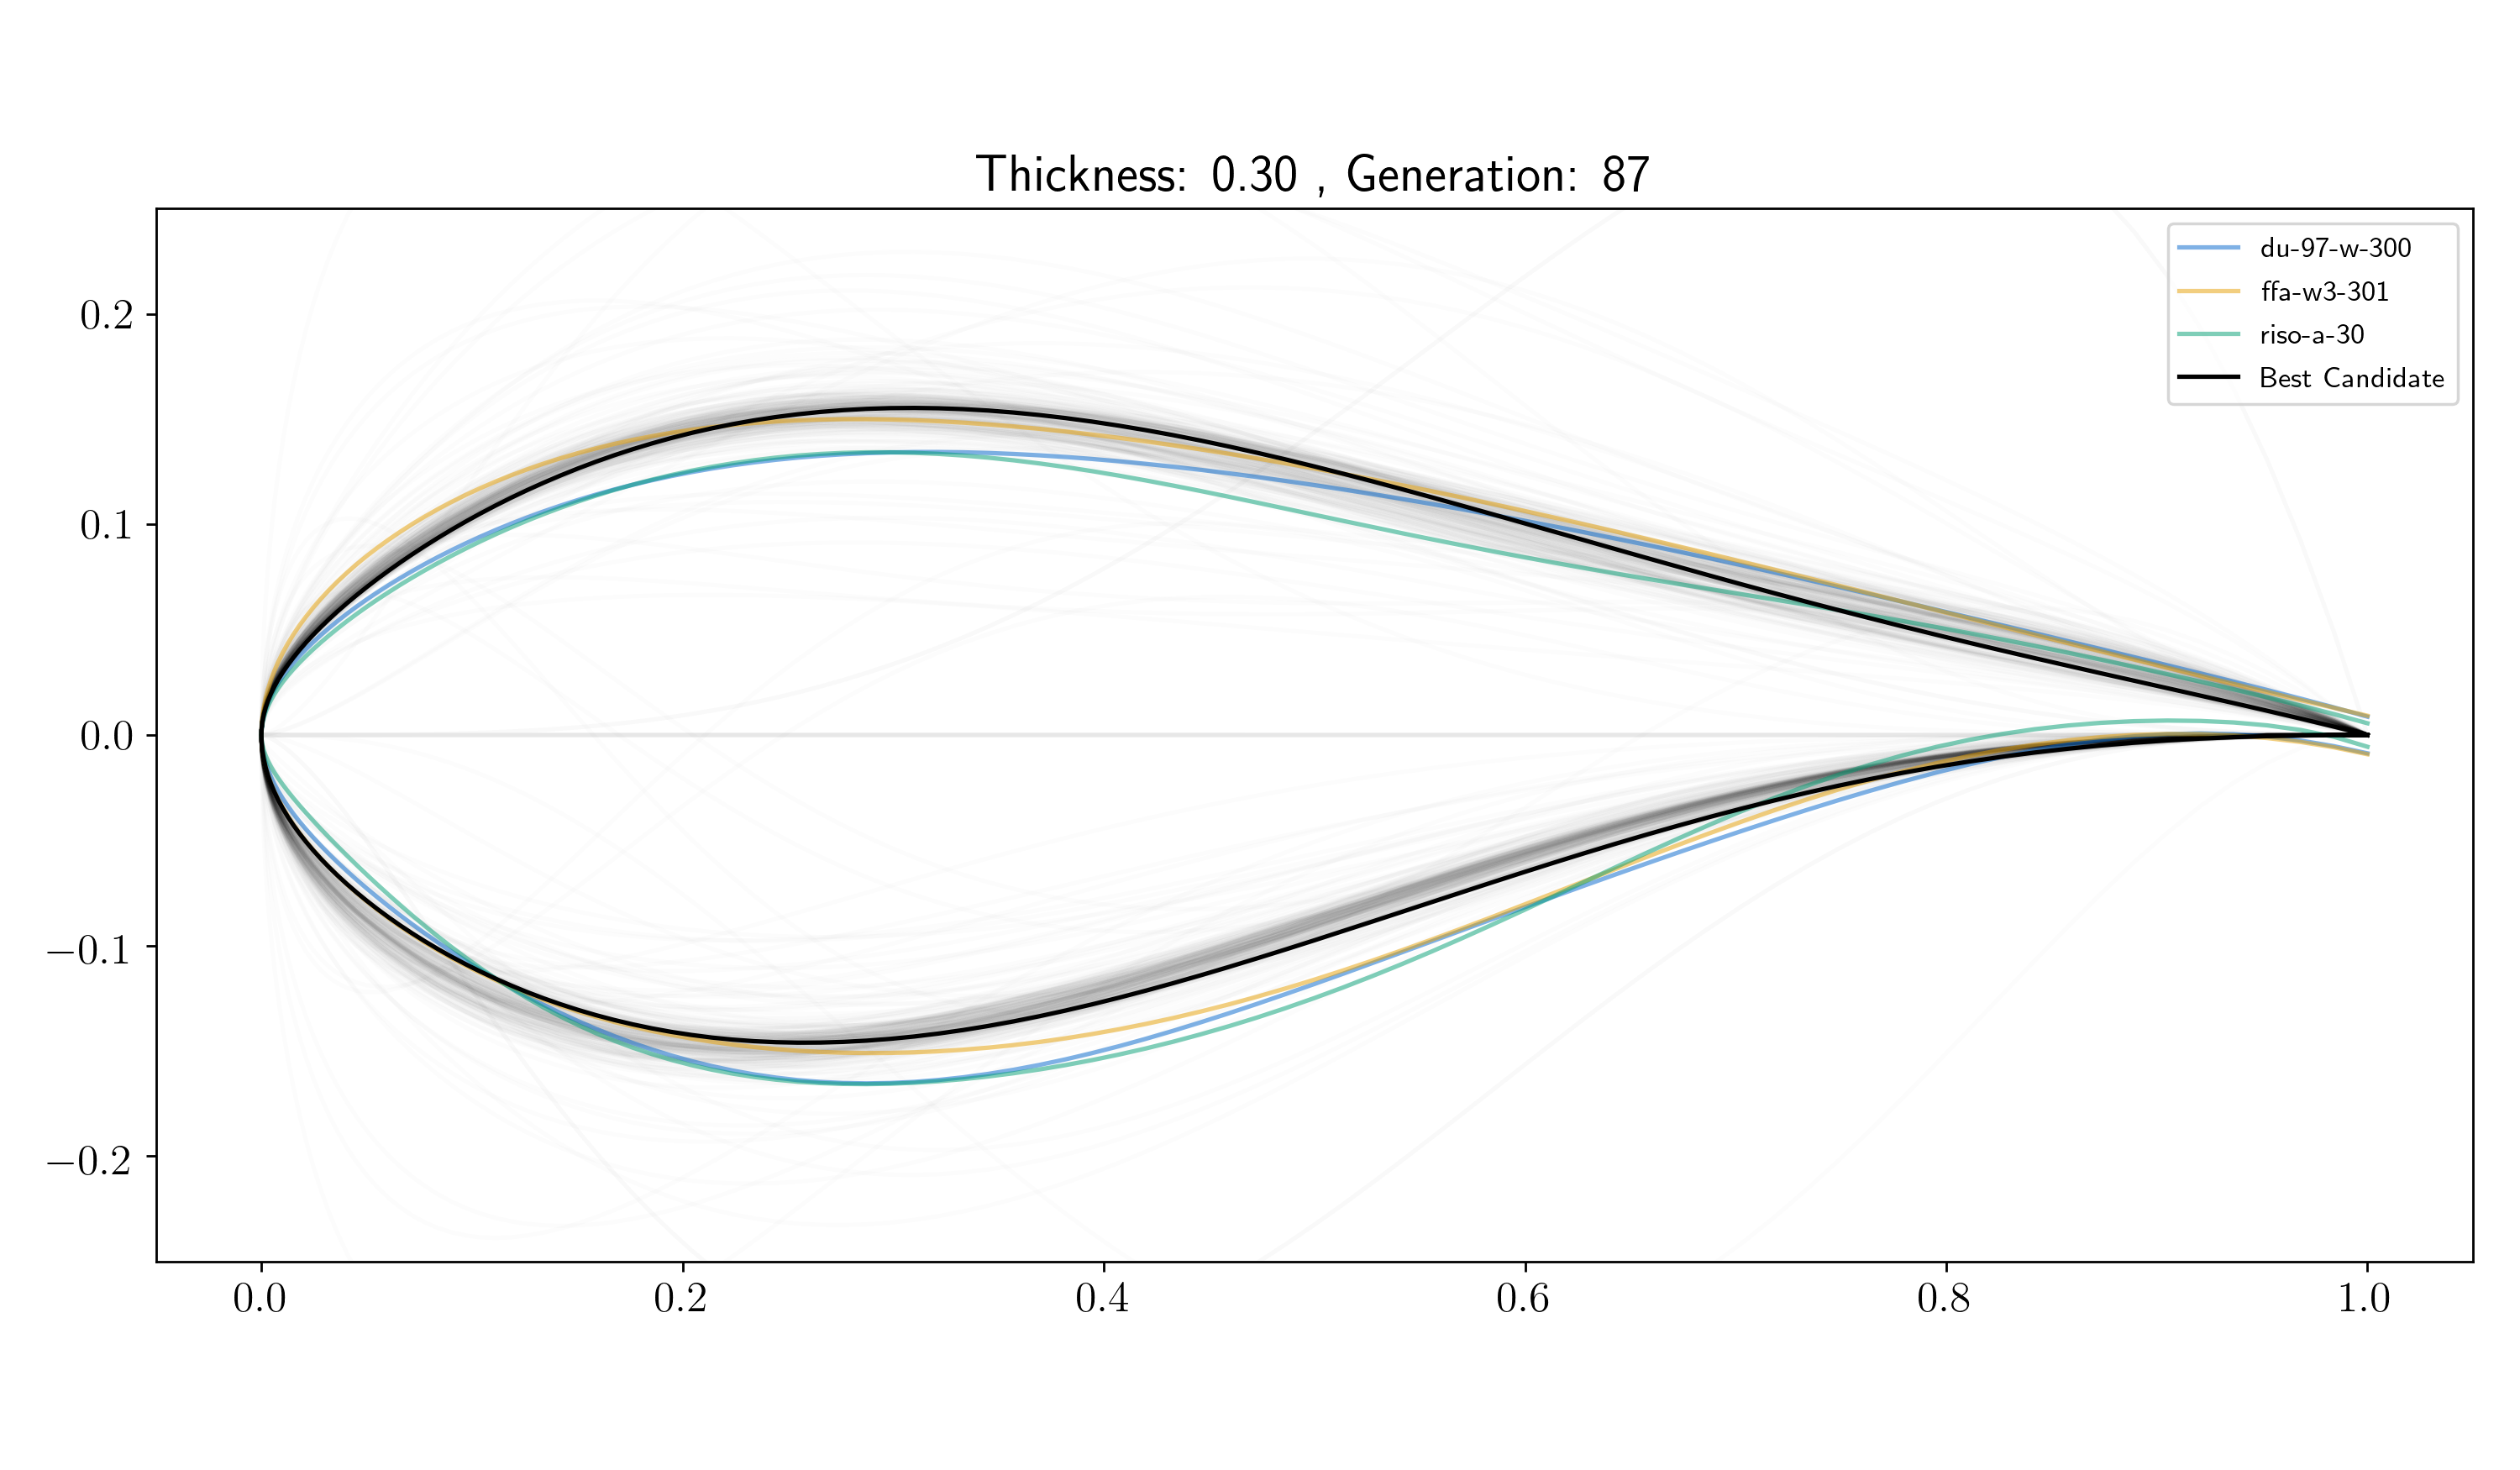 Thickness: 0.30 , Generation: 87
du-97-w-300
ffa-w3-301
riso-a-30
Best Candidate
0.2
0.1
0.0
−0.1
−0.2
0.0 0.2 0.4 0.6 0.8 1.0